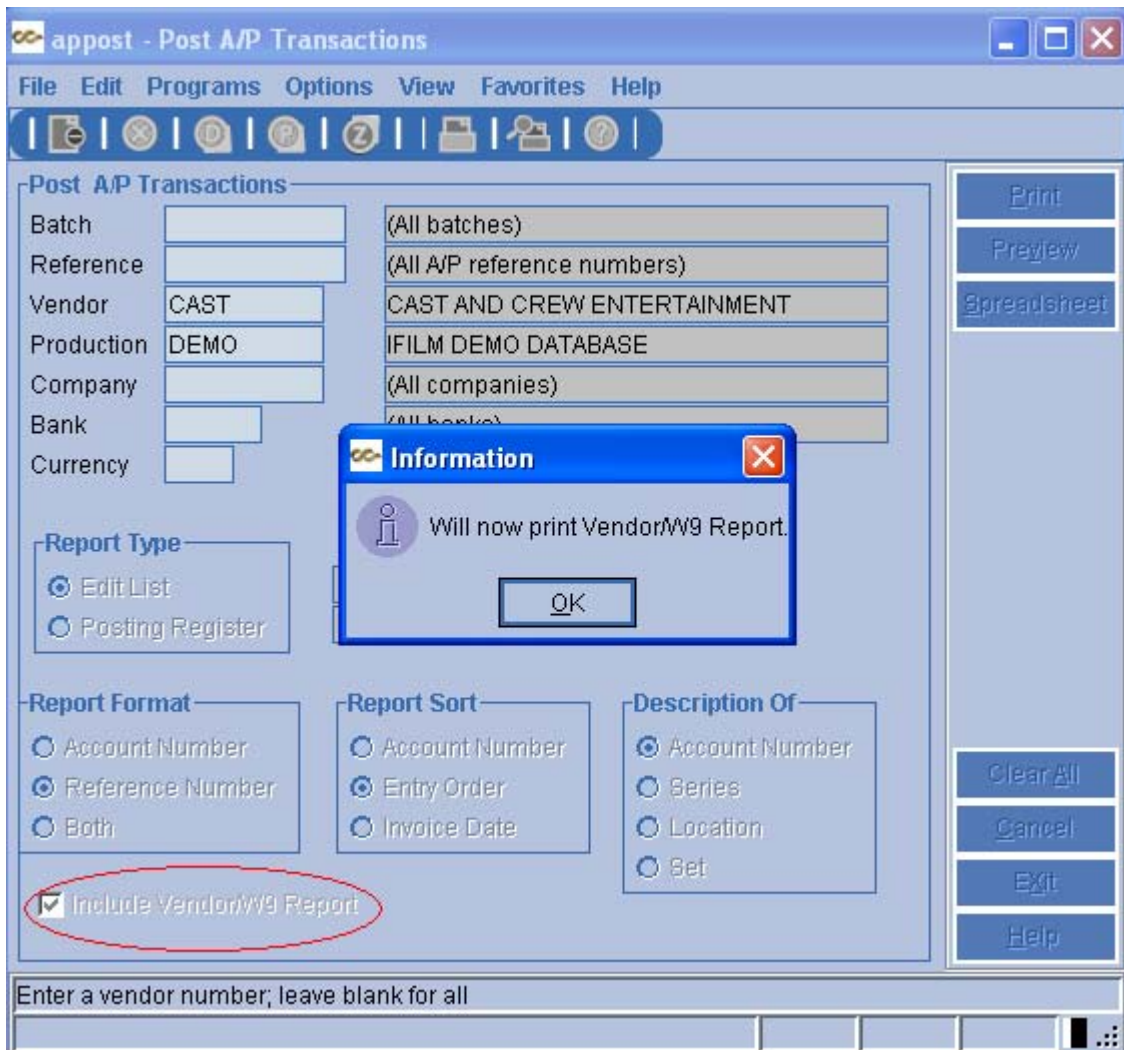 appost - Post A/P Transactions
File Edit Programs Options View Favorites Help
D P Z ?
Post A/P Transactions
Batch (All batches)
Reference (All A/P reference numbers)
Vendor CAST CAST AND CREW ENTERTAINMENT
Production DEMO IFILM DEMO DATABASE
Company (All companies)
Bank (All banks)
Currency
Print
Preview
Spreadsheet
Information
Will now print Vendor/W9 Report.
OK
Report Type
Edit List
Posting Register
Report Format
Account Number
Reference Number
Both
Report Sort
Account Number
Entry Order
Invoice Date
Description Of
Account Number
Series
Location
Set
Include Vendor/W9 Report
Clear All
Cancel
EXit
Help
Enter a vendor number; leave blank for all